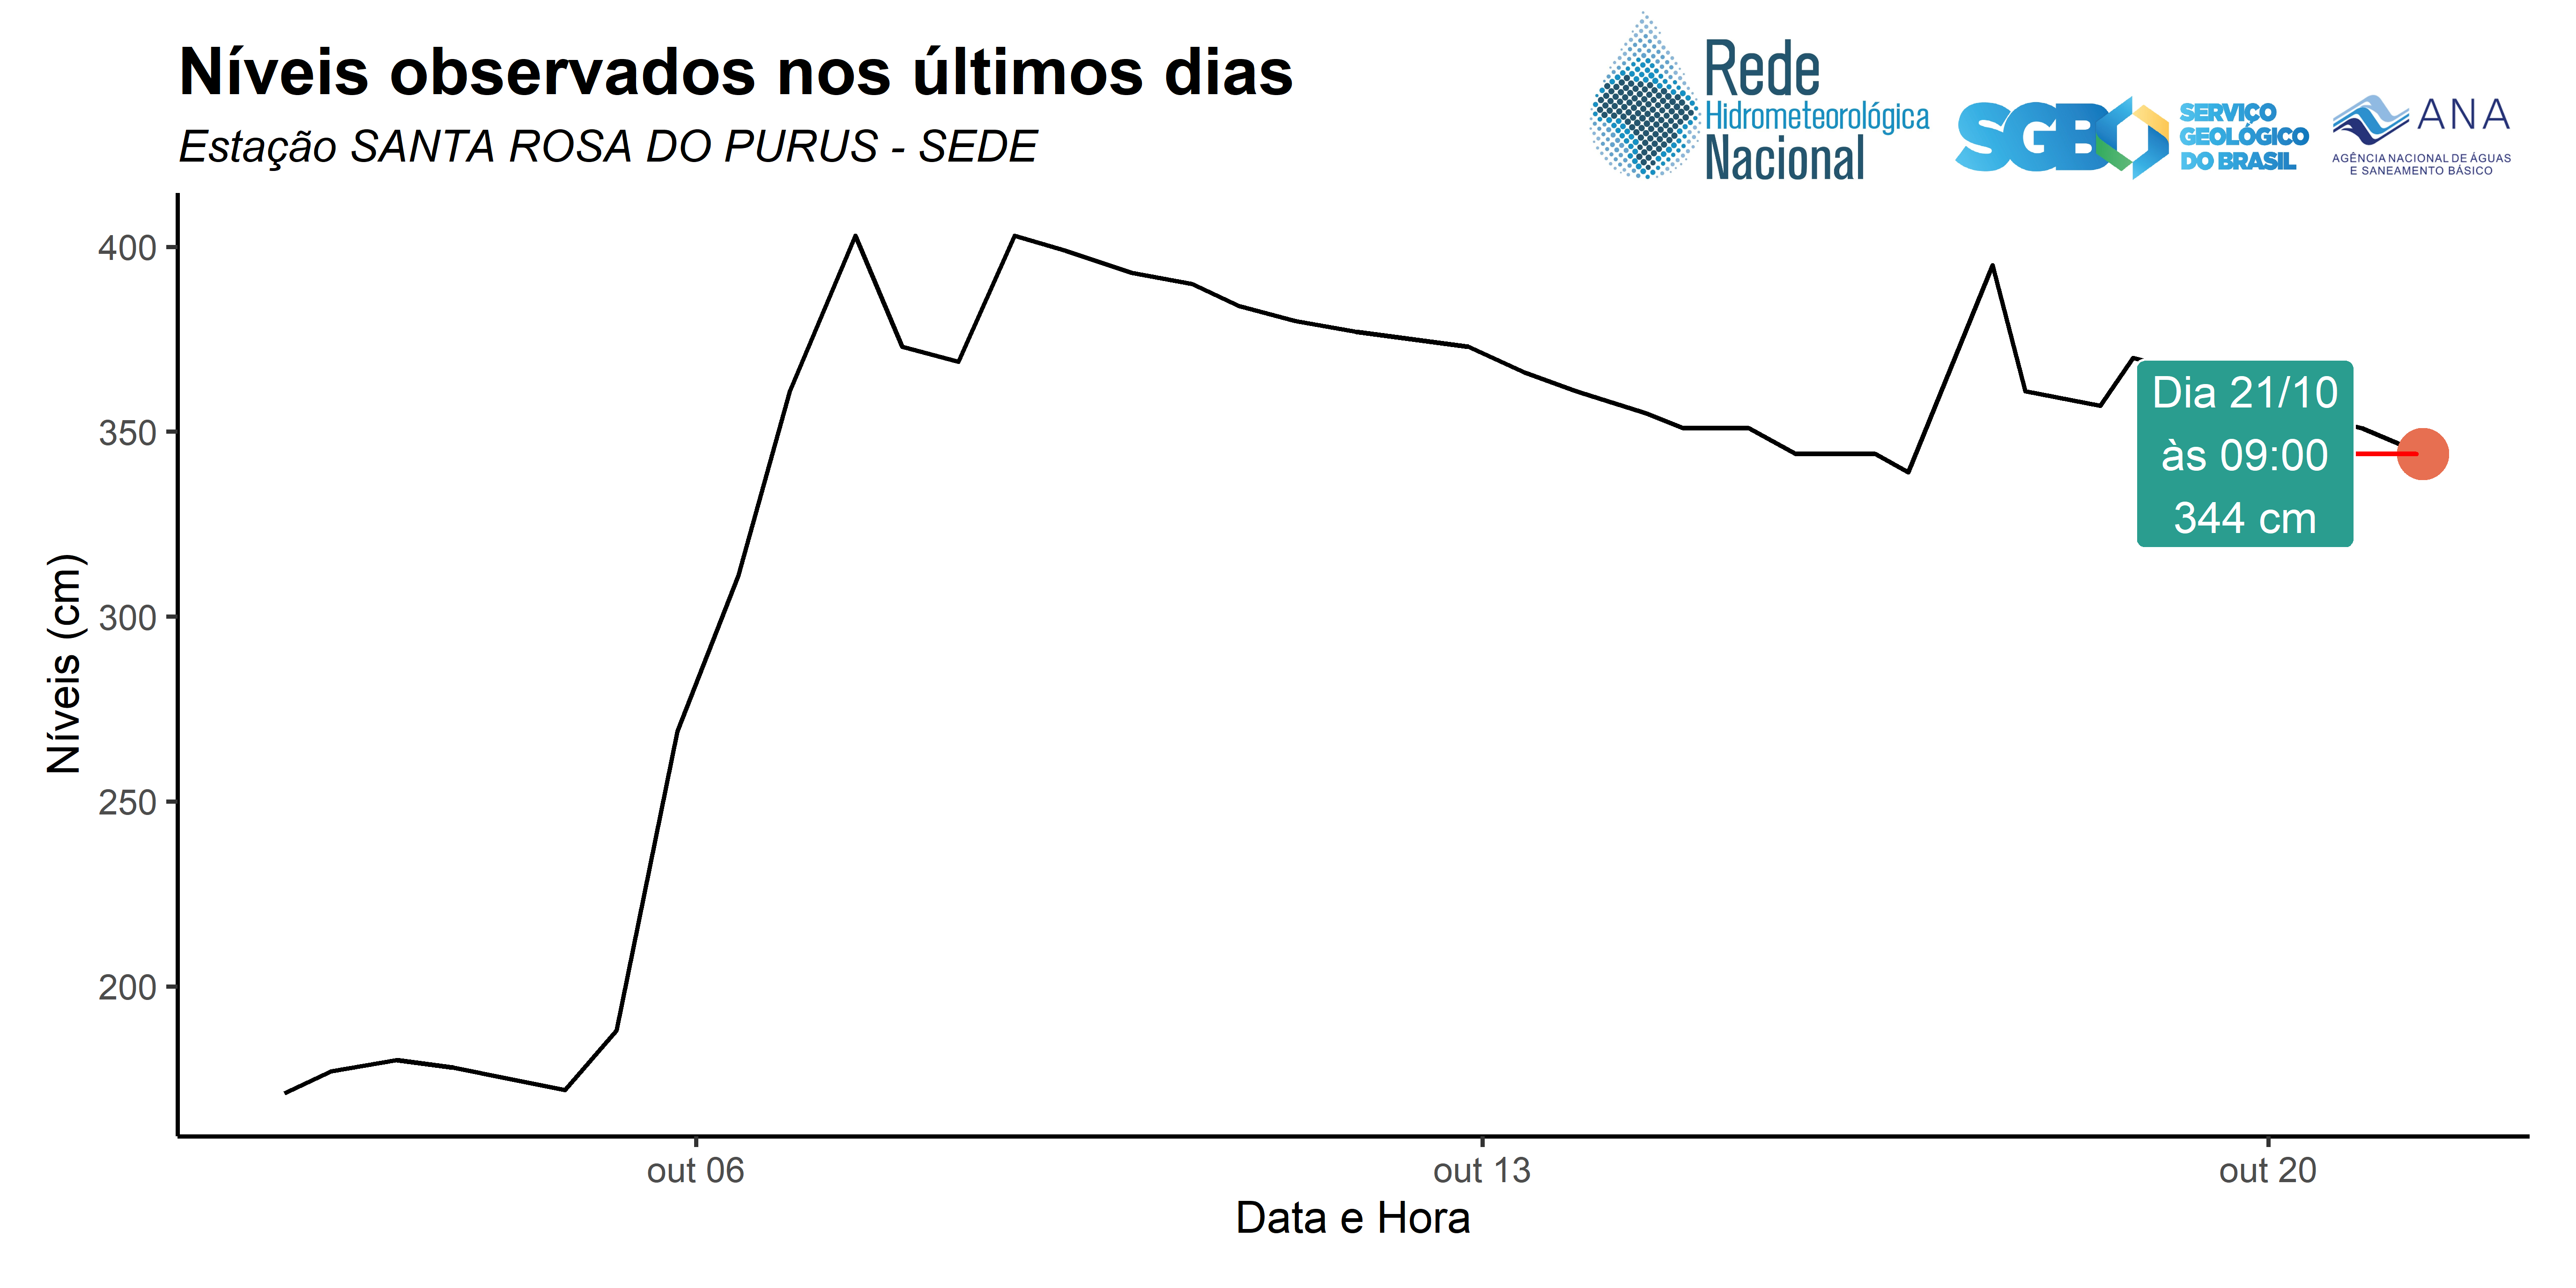 Níveis observados nos últimos dias
Estação SANTA ROSA DO PURUS - SEDE
Rede
Hidrometeorológica
Nacional
SGB
SERVIÇO
GEOLÓGICO
DO BRASIL
ANA
AGÊNCIA NACIONAL DE ÁGUAS
E SANEAMENTO BÁSICO
400
350
300
250
200
Níveis (cm)
Dia 21/10
às 09:00
344 cm
out 06
out 13
out 20
Data e Hora